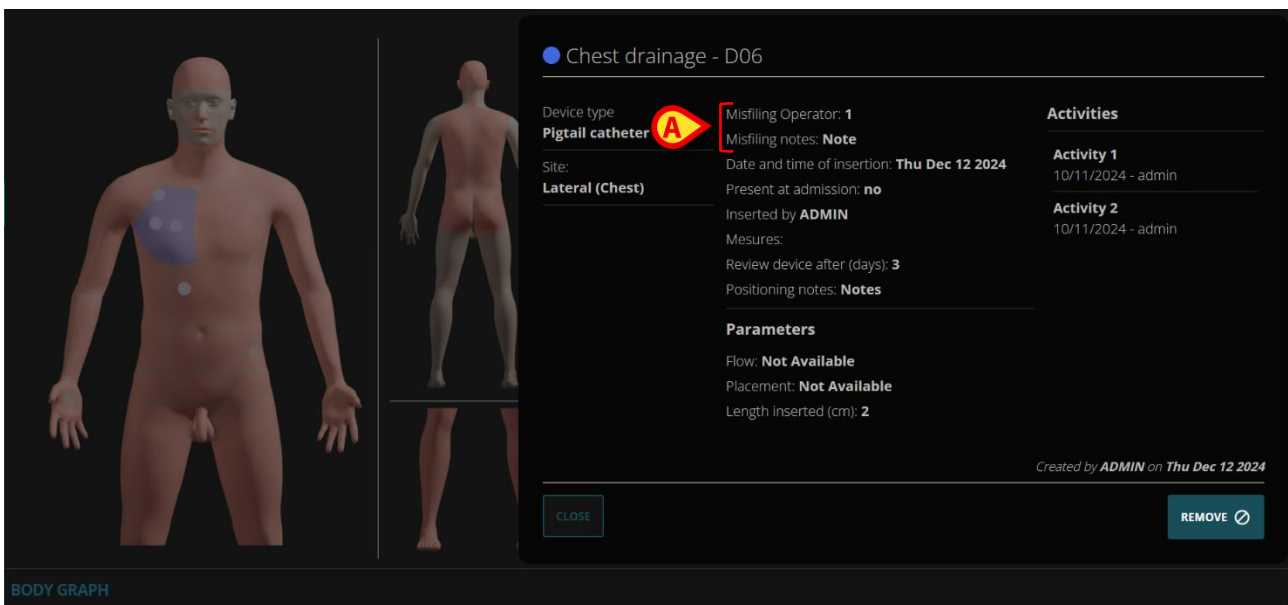 Chest drainage - D06
Device type
Pigtail catheter
Site:
Lateral (Chest)
A
Misfiling Operator: 1
Misfiling notes: Note
Date and time of insertion: Thu Dec 12 2024
Present at admission: no
Inserted by ADMIN
Mesures:
Review device after (days): 3
Positioning notes: Notes
Parameters
Flow: Not Available
Placement: Not Available
Length inserted (cm): 2
Activities
Activity 1
10/11/2024 - admin
Activity 2
10/11/2024 - admin
Created by ADMIN on Thu Dec 12 2024
CLOSE
REMOVE
BODY GRAPH